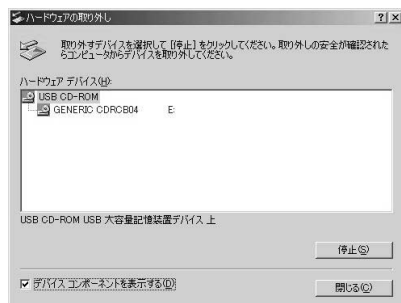 ハードウェアの取り外し
取り外すデバイスを選択して [停止] をクリックしてください。取り外しの安全が確認された
らコンピュータからデバイスを取り外してください。
ハードウェア デバイス(H):
USB CD-ROM
GENERIC CDRCB04 E:
USB CD-ROM USB 大容量記憶装置デバイス 上
停止(S)
デバイス コンポーネントを表示する(D)
閉じる(C)